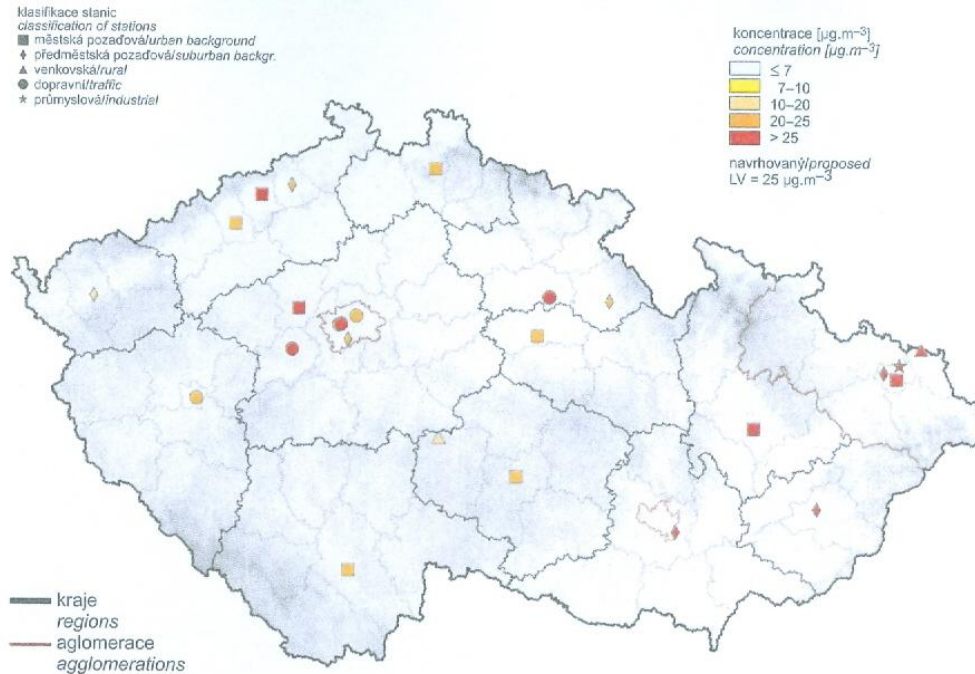 klasifikace stanic
classification of stations
městská pozaďová/urban background
předměstská pozaďová/suburban backgr.
venkovská/rural
dopravní/traffic
průmyslová/industrial
koncentrace [µg.m⁻³]
concentration [µg.m⁻³]
≤ 7
7–10
10–20
20–25
> 25
navrhovaný/proposed
LV = 25 µg.m⁻³
kraje
regions
aglomerace
agglomerations